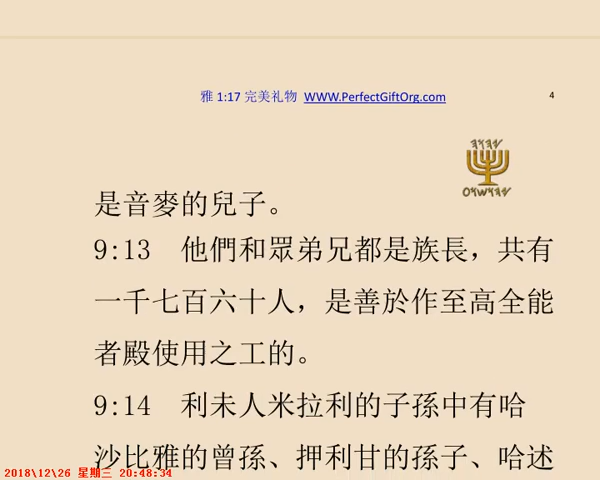 雅 1:17 完美礼物 WWW.PerfectGiftOrg.com 4
是音麥的兒子。
9:13 他們和眾弟兄都是族長，共有
一千七百六十人，是善於作至高全能
者殿使用之工的。
9:14 利未人米拉利的子孫中有哈
沙比雅的曾孫、押利甘的孫子、哈述
2018\12\26 星期三 20:48:34